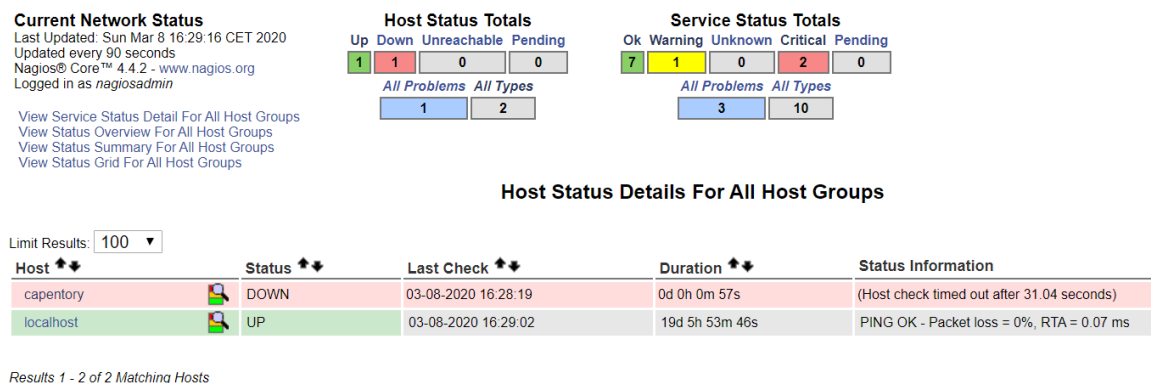 Current Network Status
Last Updated: Sun Mar 8 16:29:16 CET 2020
Updated every 90 seconds
Nagios® Core™ 4.4.2 - www.nagios.org
Logged in as nagiosadmin
View Service Status Detail For All Host Groups
View Status Overview For All Host Groups
View Status Summary For All Host Groups
View Status Grid For All Host Groups
Host Status Totals
Up Down Unreachable Pending
1 1 0 0
All Problems All Types
1 2
Service Status Totals
Ok Warning Unknown Critical Pending
7 1 0 2 0
All Problems All Types
3 10
Host Status Details For All Host Groups
Limit Results: 100
Host Status Last Check Duration Status Information
capentory DOWN 03-08-2020 16:28:19 0d 0h 0m 57s (Host check timed out after 31.04 seconds)
localhost UP 03-08-2020 16:29:02 19d 5h 53m 46s PING OK - Packet loss = 0%, RTA = 0.07 ms
Results 1 - 2 of 2 Matching Hosts